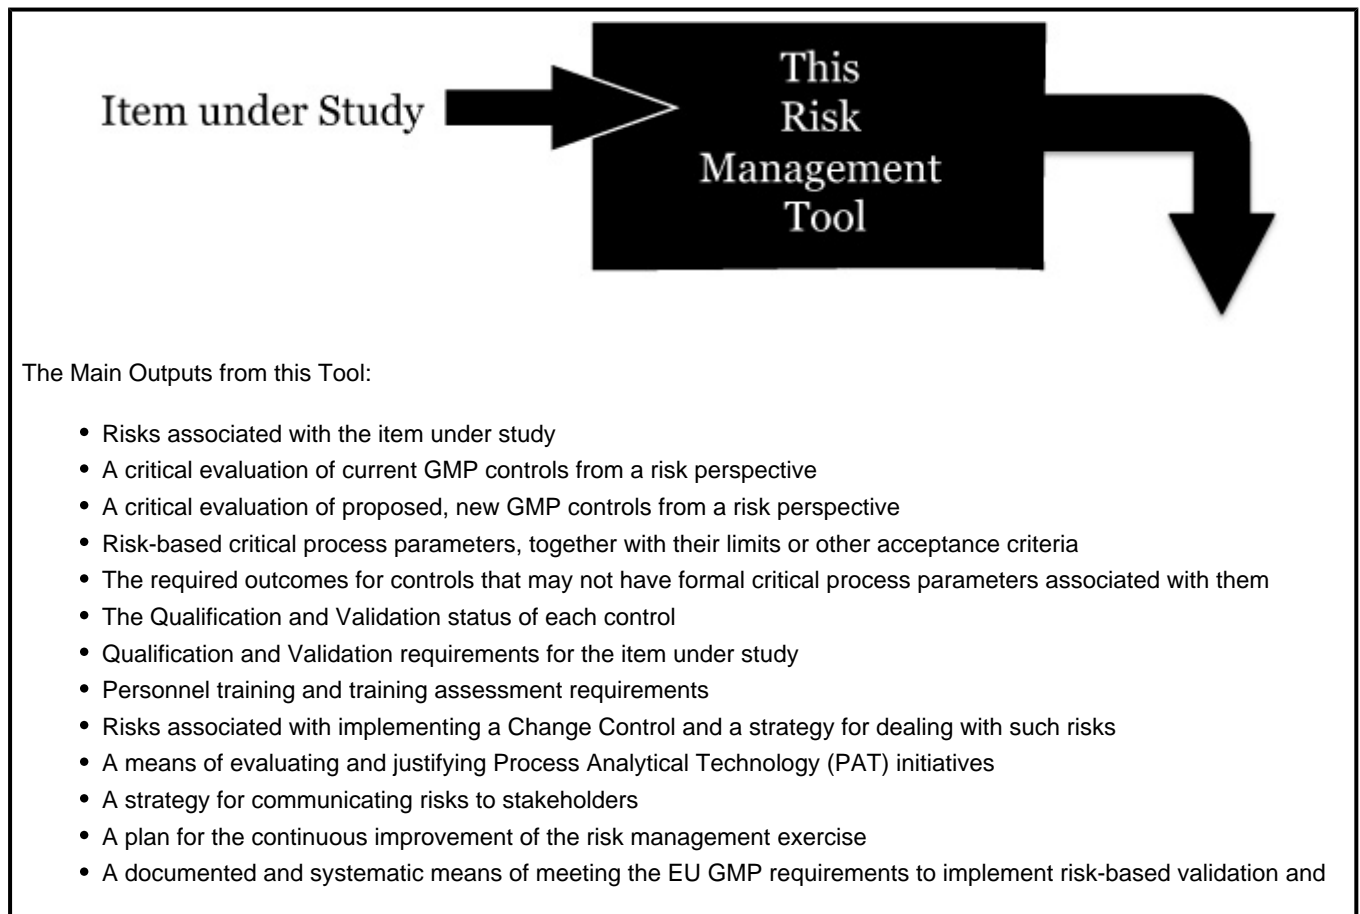 Item under Study
This
Risk
Management
Tool
The Main Outputs from this Tool:
• Risks associated with the item under study
• A critical evaluation of current GMP controls from a risk perspective
• A critical evaluation of proposed, new GMP controls from a risk perspective
• Risk-based critical process parameters, together with their limits or other acceptance criteria
• The required outcomes for controls that may not have formal critical process parameters associated with them
• The Qualification and Validation status of each control
• Qualification and Validation requirements for the item under study
• Personnel training and training assessment requirements
• Risks associated with implementing a Change Control and a strategy for dealing with such risks
• A means of evaluating and justifying Process Analytical Technology (PAT) initiatives
• A strategy for communicating risks to stakeholders
• A plan for the continuous improvement of the risk management exercise
• A documented and systematic means of meeting the EU GMP requirements to implement risk-based validation and